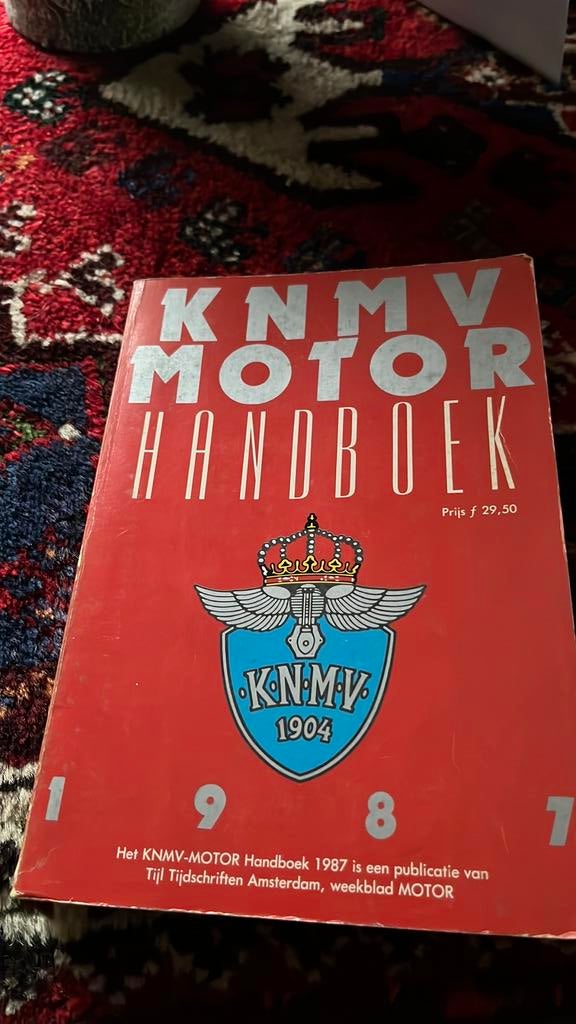 KNMV
MOTOR
HANDBOEK
Prijs ƒ 29,50
·K·N·M·V·
1904
1 9 8 7
Het KNMV-MOTOR Handboek 1987 is een publicatie van
Tijl Tijdschriften Amsterdam, weekblad MOTOR